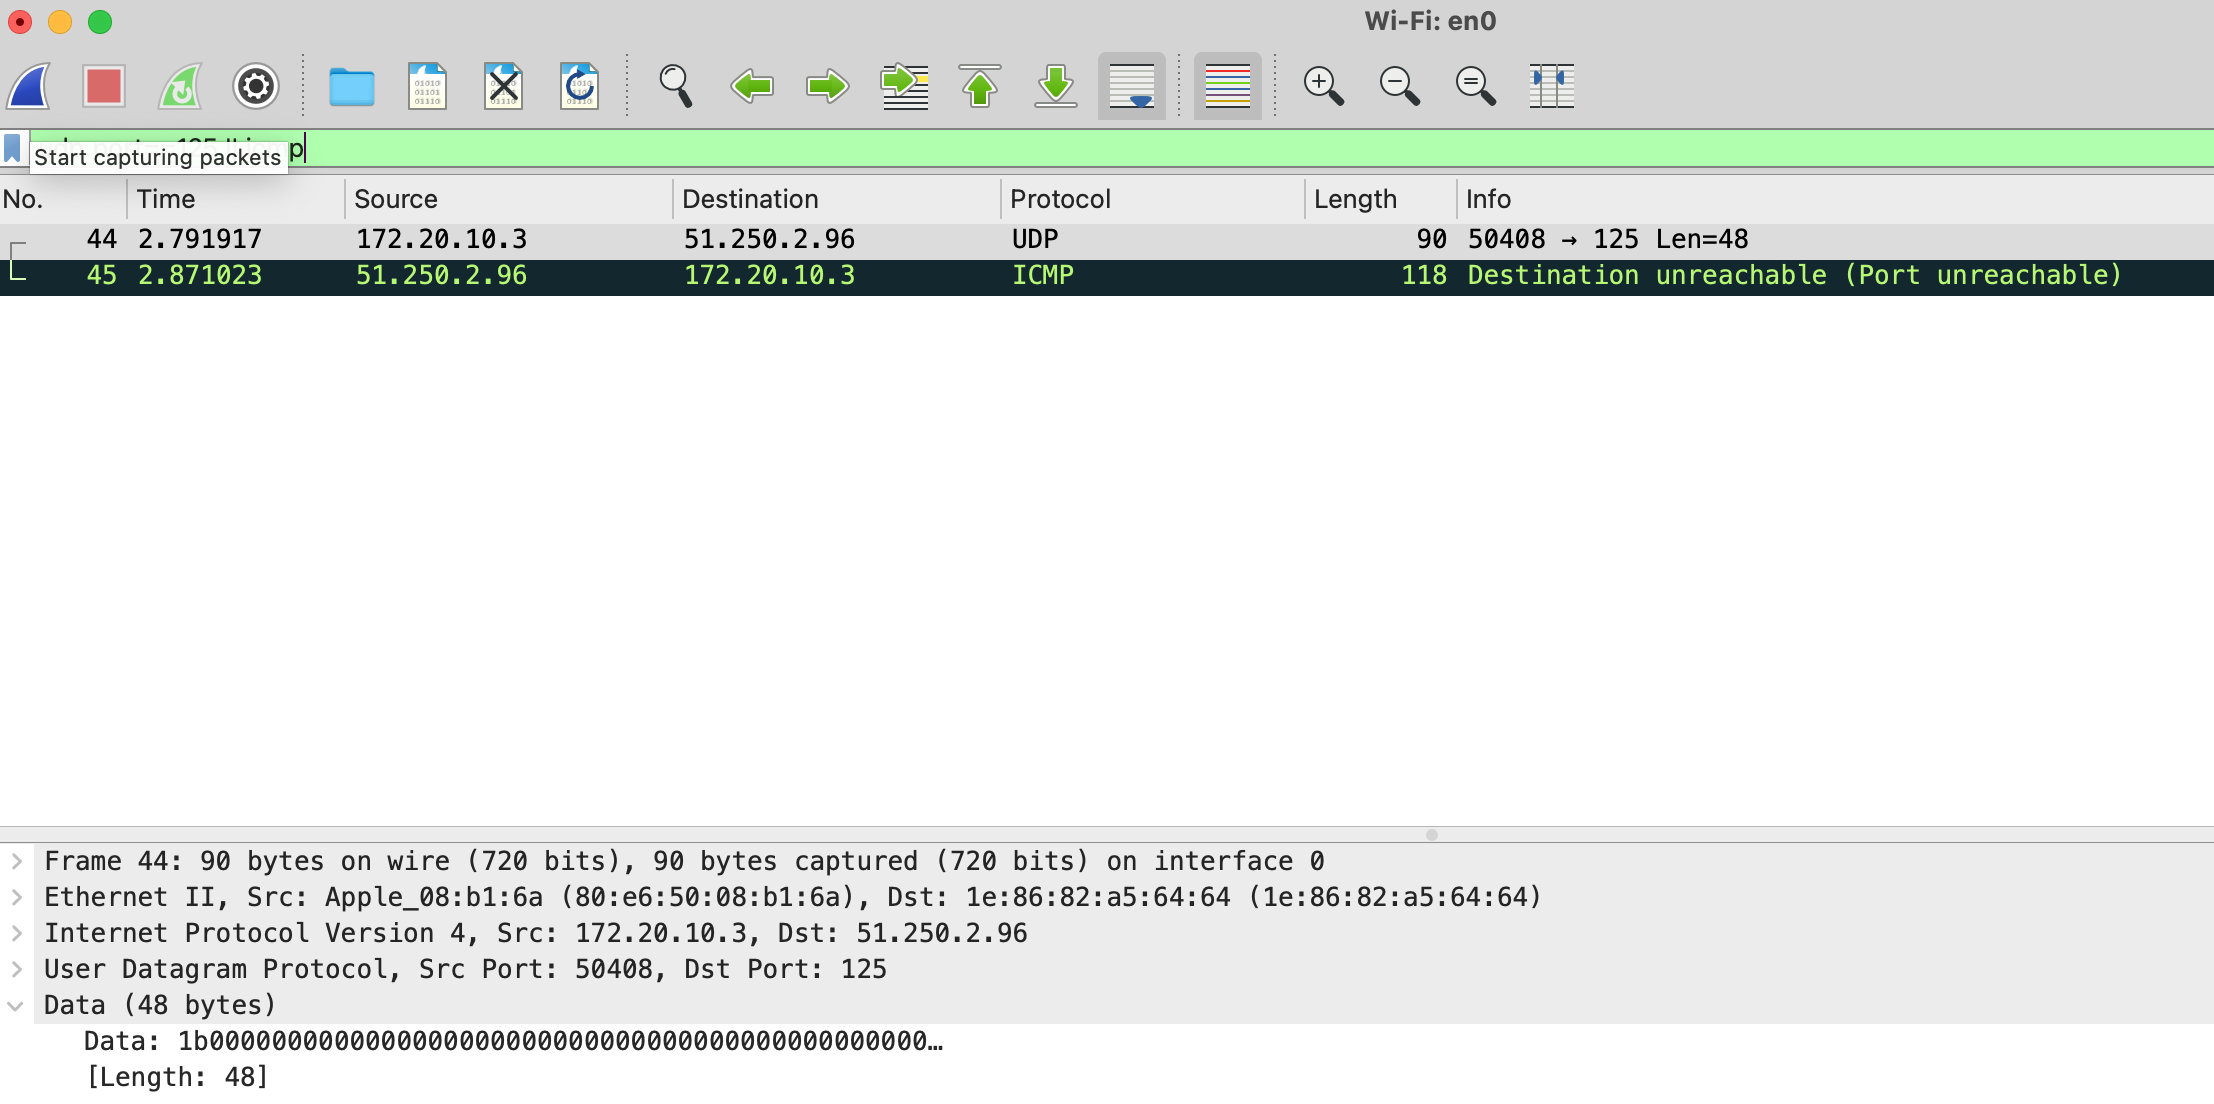 Wi-Fi: en0
Start capturing packets
No. Time Source Destination Protocol Length Info
44 2.791917 172.20.10.3 51.250.2.96 UDP 90 50408 → 125 Len=48
45 2.871023 51.250.2.96 172.20.10.3 ICMP 118 Destination unreachable (Port unreachable)
Frame 44: 90 bytes on wire (720 bits), 90 bytes captured (720 bits) on interface 0
Ethernet II, Src: Apple_08:b1:6a (80:e6:50:08:b1:6a), Dst: 1e:86:82:a5:64:64 (1e:86:82:a5:64:64)
Internet Protocol Version 4, Src: 172.20.10.3, Dst: 51.250.2.96
User Datagram Protocol, Src Port: 50408, Dst Port: 125
Data (48 bytes)
Data: 1b0000000000000000000000000000000000000000000000…
[Length: 48]